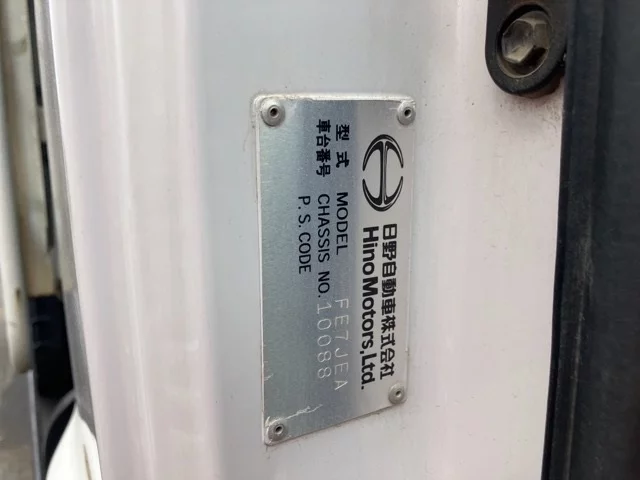 日野自動車株式会社
HinoMotors,Ltd.
型式 MODEL FE7JEA
車台番号 CHASSIS NO. 10088
P.S.CODE